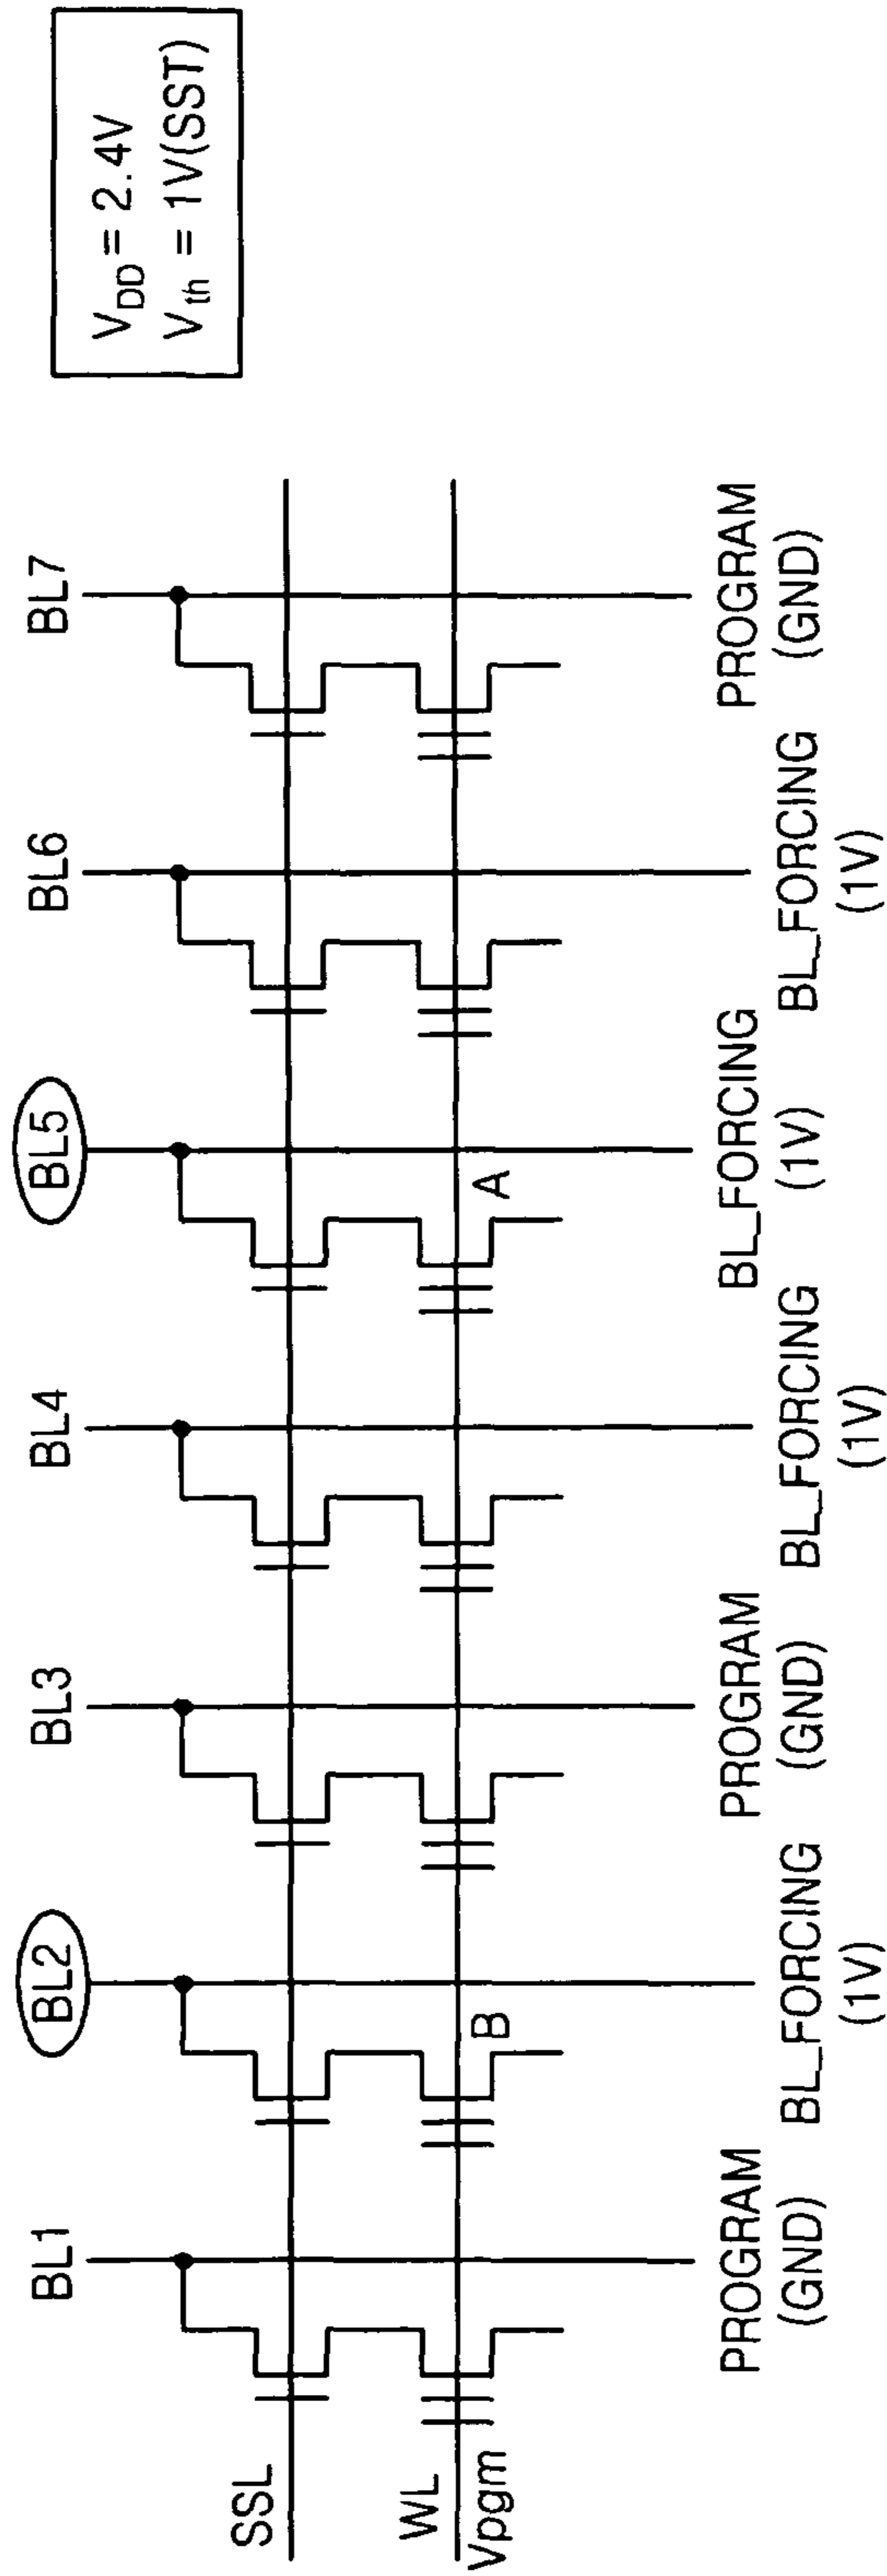 V_DD = 2.4V
V_th = 1V(SST)
BL1
BL2
BL3
BL4
BL5
BL6
BL7
SSL
WL
Vpgm
B
A
PROGRAM
(GND)
BL_FORCING
(1V)
PROGRAM
(GND)
BL_FORCING
(1V)
BL_FORCING
(1V)
BL_FORCING
(1V)
PROGRAM
(GND)